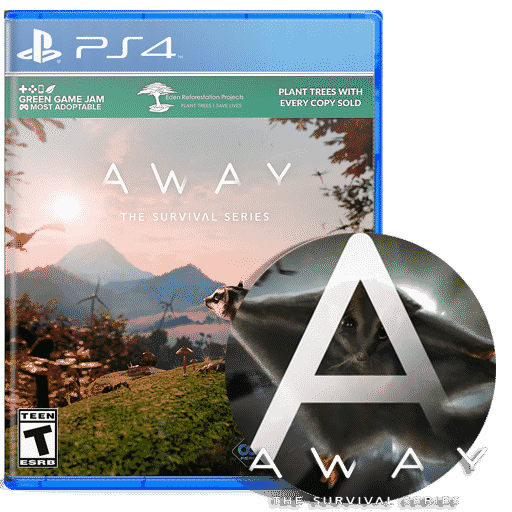 PS4
GREEN GAME JAM
MOST ADOPTABLE
Eden Reforestation Projects
PLANT TREES | SAVE LIVES
PLANT TREES WITH
EVERY COPY SOLD
AWAY
THE SURVIVAL SERIES
TEEN
T
ESRB
A
AWAY
THE SURVIVAL SERIES